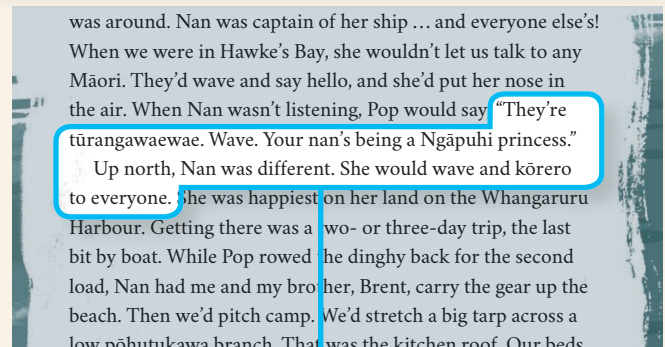 was around. Nan was captain of her ship … and everyone else’s!
When we were in Hawke’s Bay, she wouldn’t let us talk to any
Māori. They’d wave and say hello, and she’d put her nose in
the air. When Nan wasn’t listening, Pop would say, “They’re
tūrangawaewae. Wave. Your nan’s being a Ngāpuhi princess.”
Up north, Nan was different. She would wave and kōrero
to everyone. She was happiest on her land on the Whangaruru
Harbour. Getting there was a two- or three-day trip, the last
bit by boat. While Pop rowed the dinghy back for the second
load, Nan had me and my brother, Brent, carry the gear up the
beach. Then we’d pitch camp. We’d stretch a big tarp across a
low pōhutukawa branch. That was the kitchen roof. Our beds